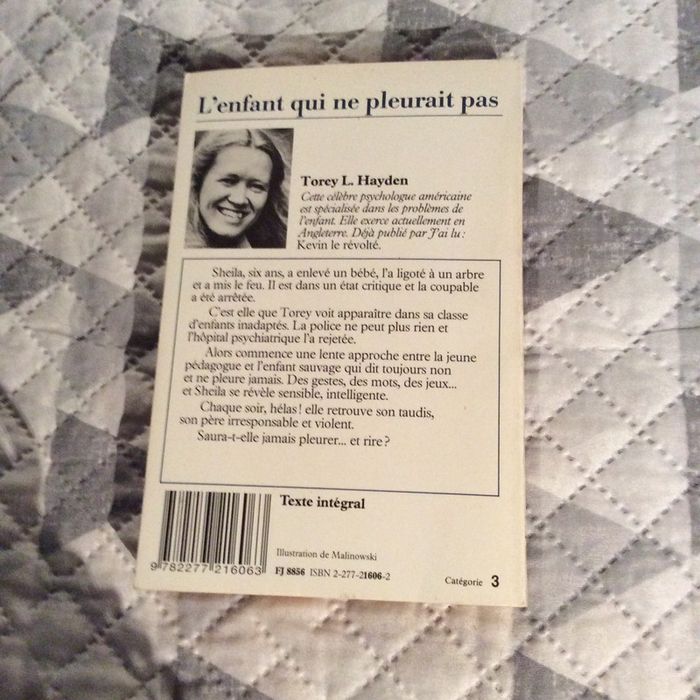 L'enfant qui ne pleurait pas
Torey L. Hayden
Cette célèbre psychologue américaine
est spécialisée dans les problèmes de
l'enfant. Elle exerce actuellement en
Angleterre. Déjà publié par J'ai lu :
Kevin le révolté.
Sheila, six ans, a enlevé un bébé, l'a ligoté à un arbre
et a mis le feu. Il est dans un état critique et la coupable
a été arrêtée.
C'est elle que Torey voit apparaître dans sa classe
d'enfants inadaptés. La police ne peut plus rien et
l'hôpital psychiatrique l'a rejetée.
Alors commence une lente approche entre la jeune
pédagogue et l'enfant sauvage qui dit toujours non
et ne pleure jamais. Des gestes, des mots, des jeux...
et Sheila se révèle sensible, intelligente.
Chaque soir, hélas ! elle retrouve son taudis,
son père irresponsable et violent.
Saura-t-elle jamais pleurer... et rire ?
Texte intégral
Illustration de Malinowski
9 782277 216063
FJ 8856 ISBN 2-277-21606-2
Catégorie 3